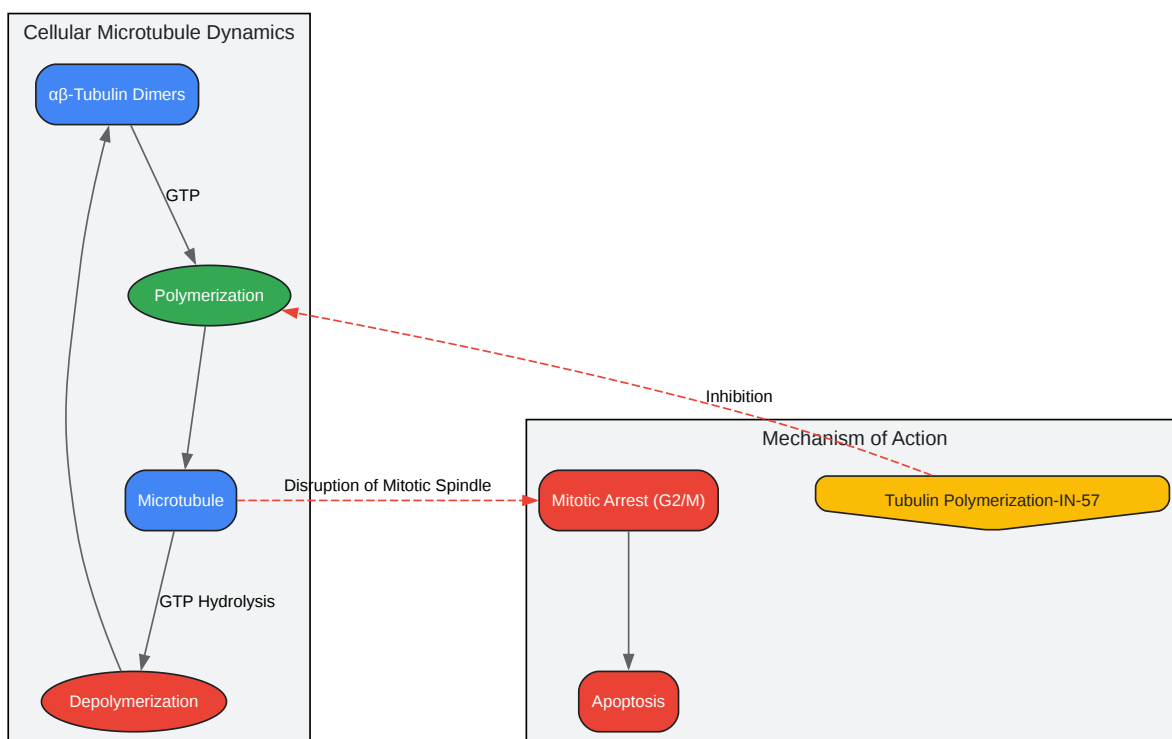 Cellular Microtubule Dynamics
αβ-Tubulin Dimers
GTP
Polymerization
Inhibition
Mechanism of Action
Microtubule
Disruption of Mitotic Spindle
Mitotic Arrest (G2/M)
Tubulin Polymerization-IN-57
GTP Hydrolysis
Depolymerization
Apoptosis